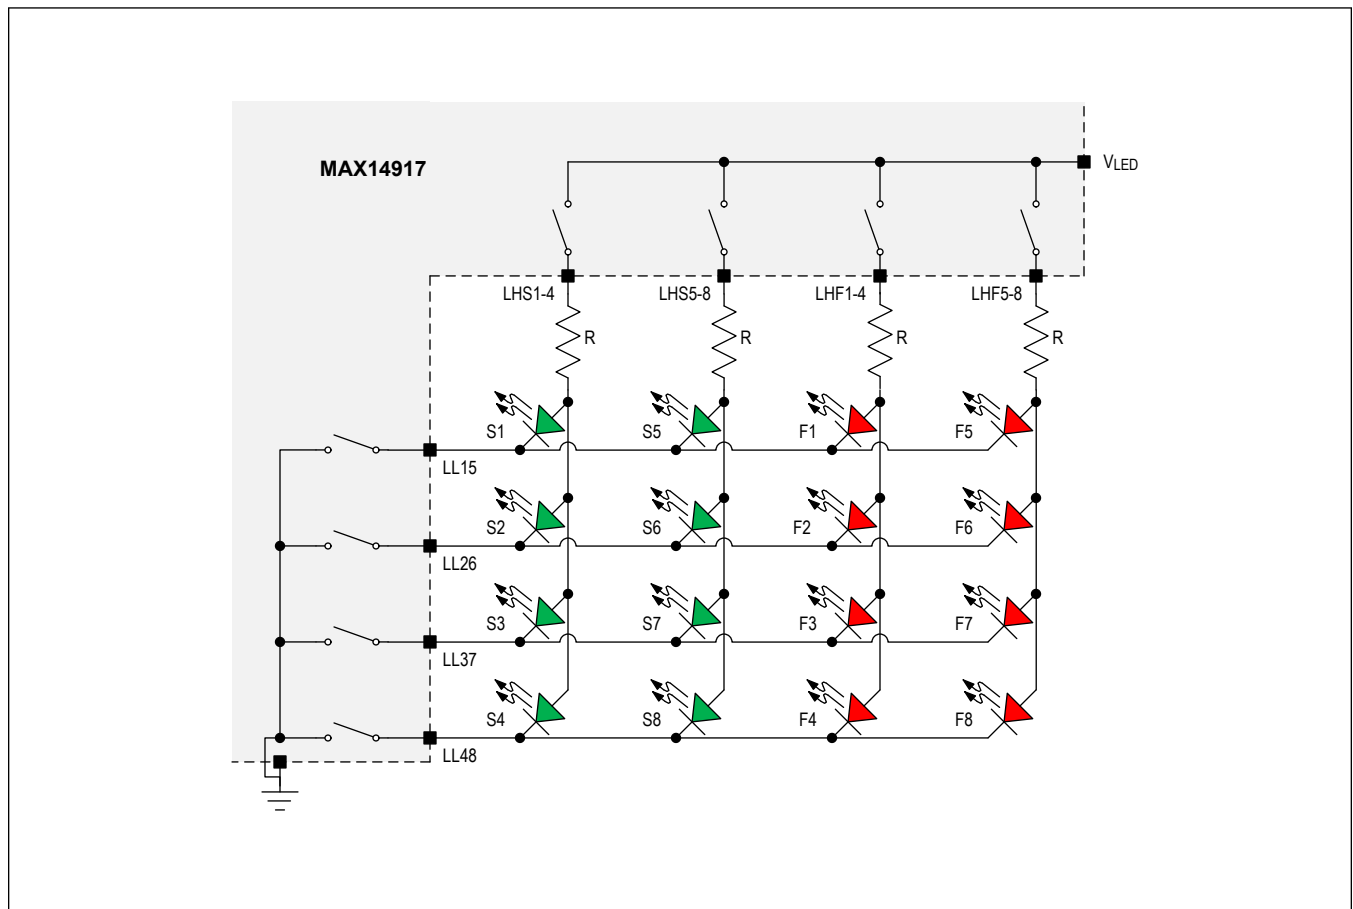 MAX14917
VLED
LHS1-4 LHS5-8 LHF1-4 LHF5-8
R R R R
S1 S5 F1 F5
LL15
S2 S6 F2 F6
LL26
S3 S7 F3 F7
LL37
S4 S8 F4 F8
LL48